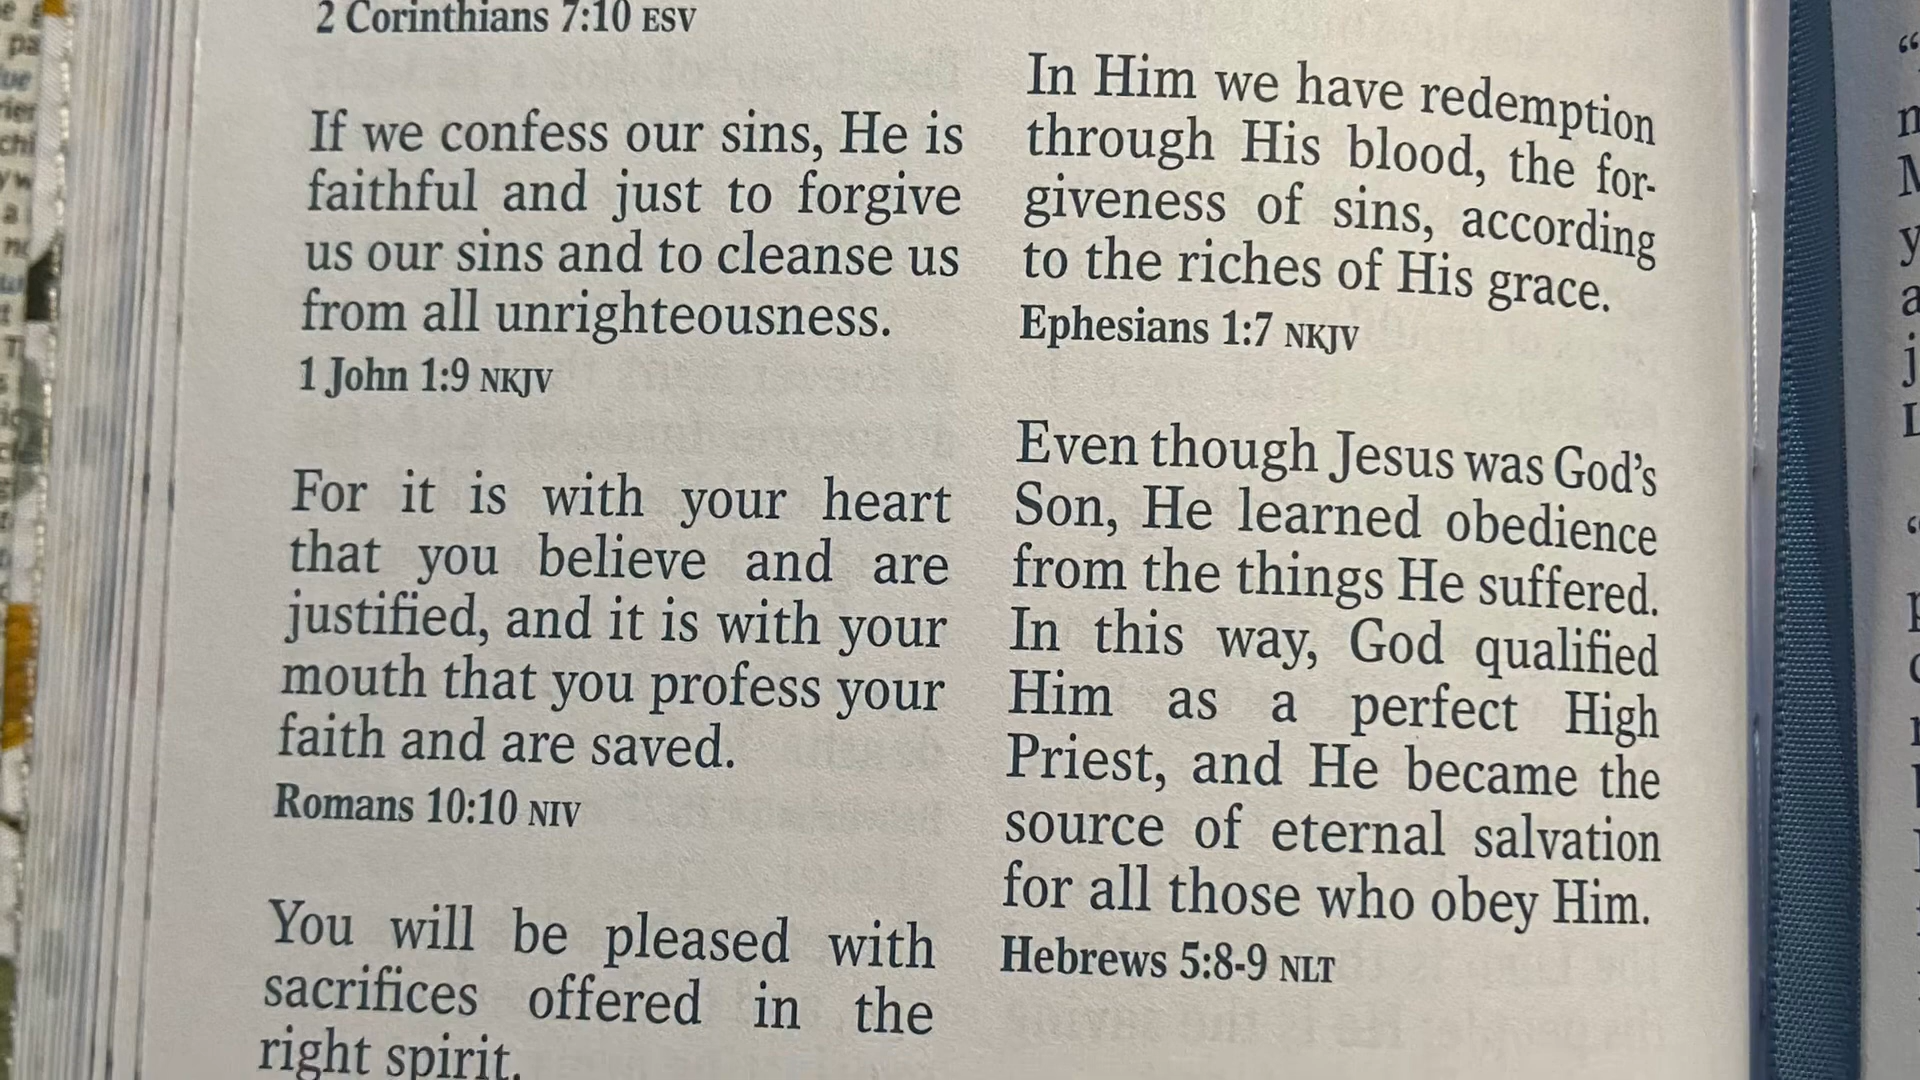 2 Corinthians 7:10 ESV
If we confess our sins, He is
faithful and just to forgive
us our sins and to cleanse us
from all unrighteousness.
1 John 1:9 NKJV
For it is with your heart
that you believe and are
justified, and it is with your
mouth that you profess your
faith and are saved.
Romans 10:10 NIV
You will be pleased with
sacrifices offered in the
right spirit.
In Him we have redemption
through His blood, the for-
giveness of sins, according
to the riches of His grace.
Ephesians 1:7 NKJV
Even though Jesus was God's
Son, He learned obedience
from the things He suffered.
In this way, God qualified
Him as a perfect High
Priest, and He became the
source of eternal salvation
for all those who obey Him.
Hebrews 5:8-9 NLT